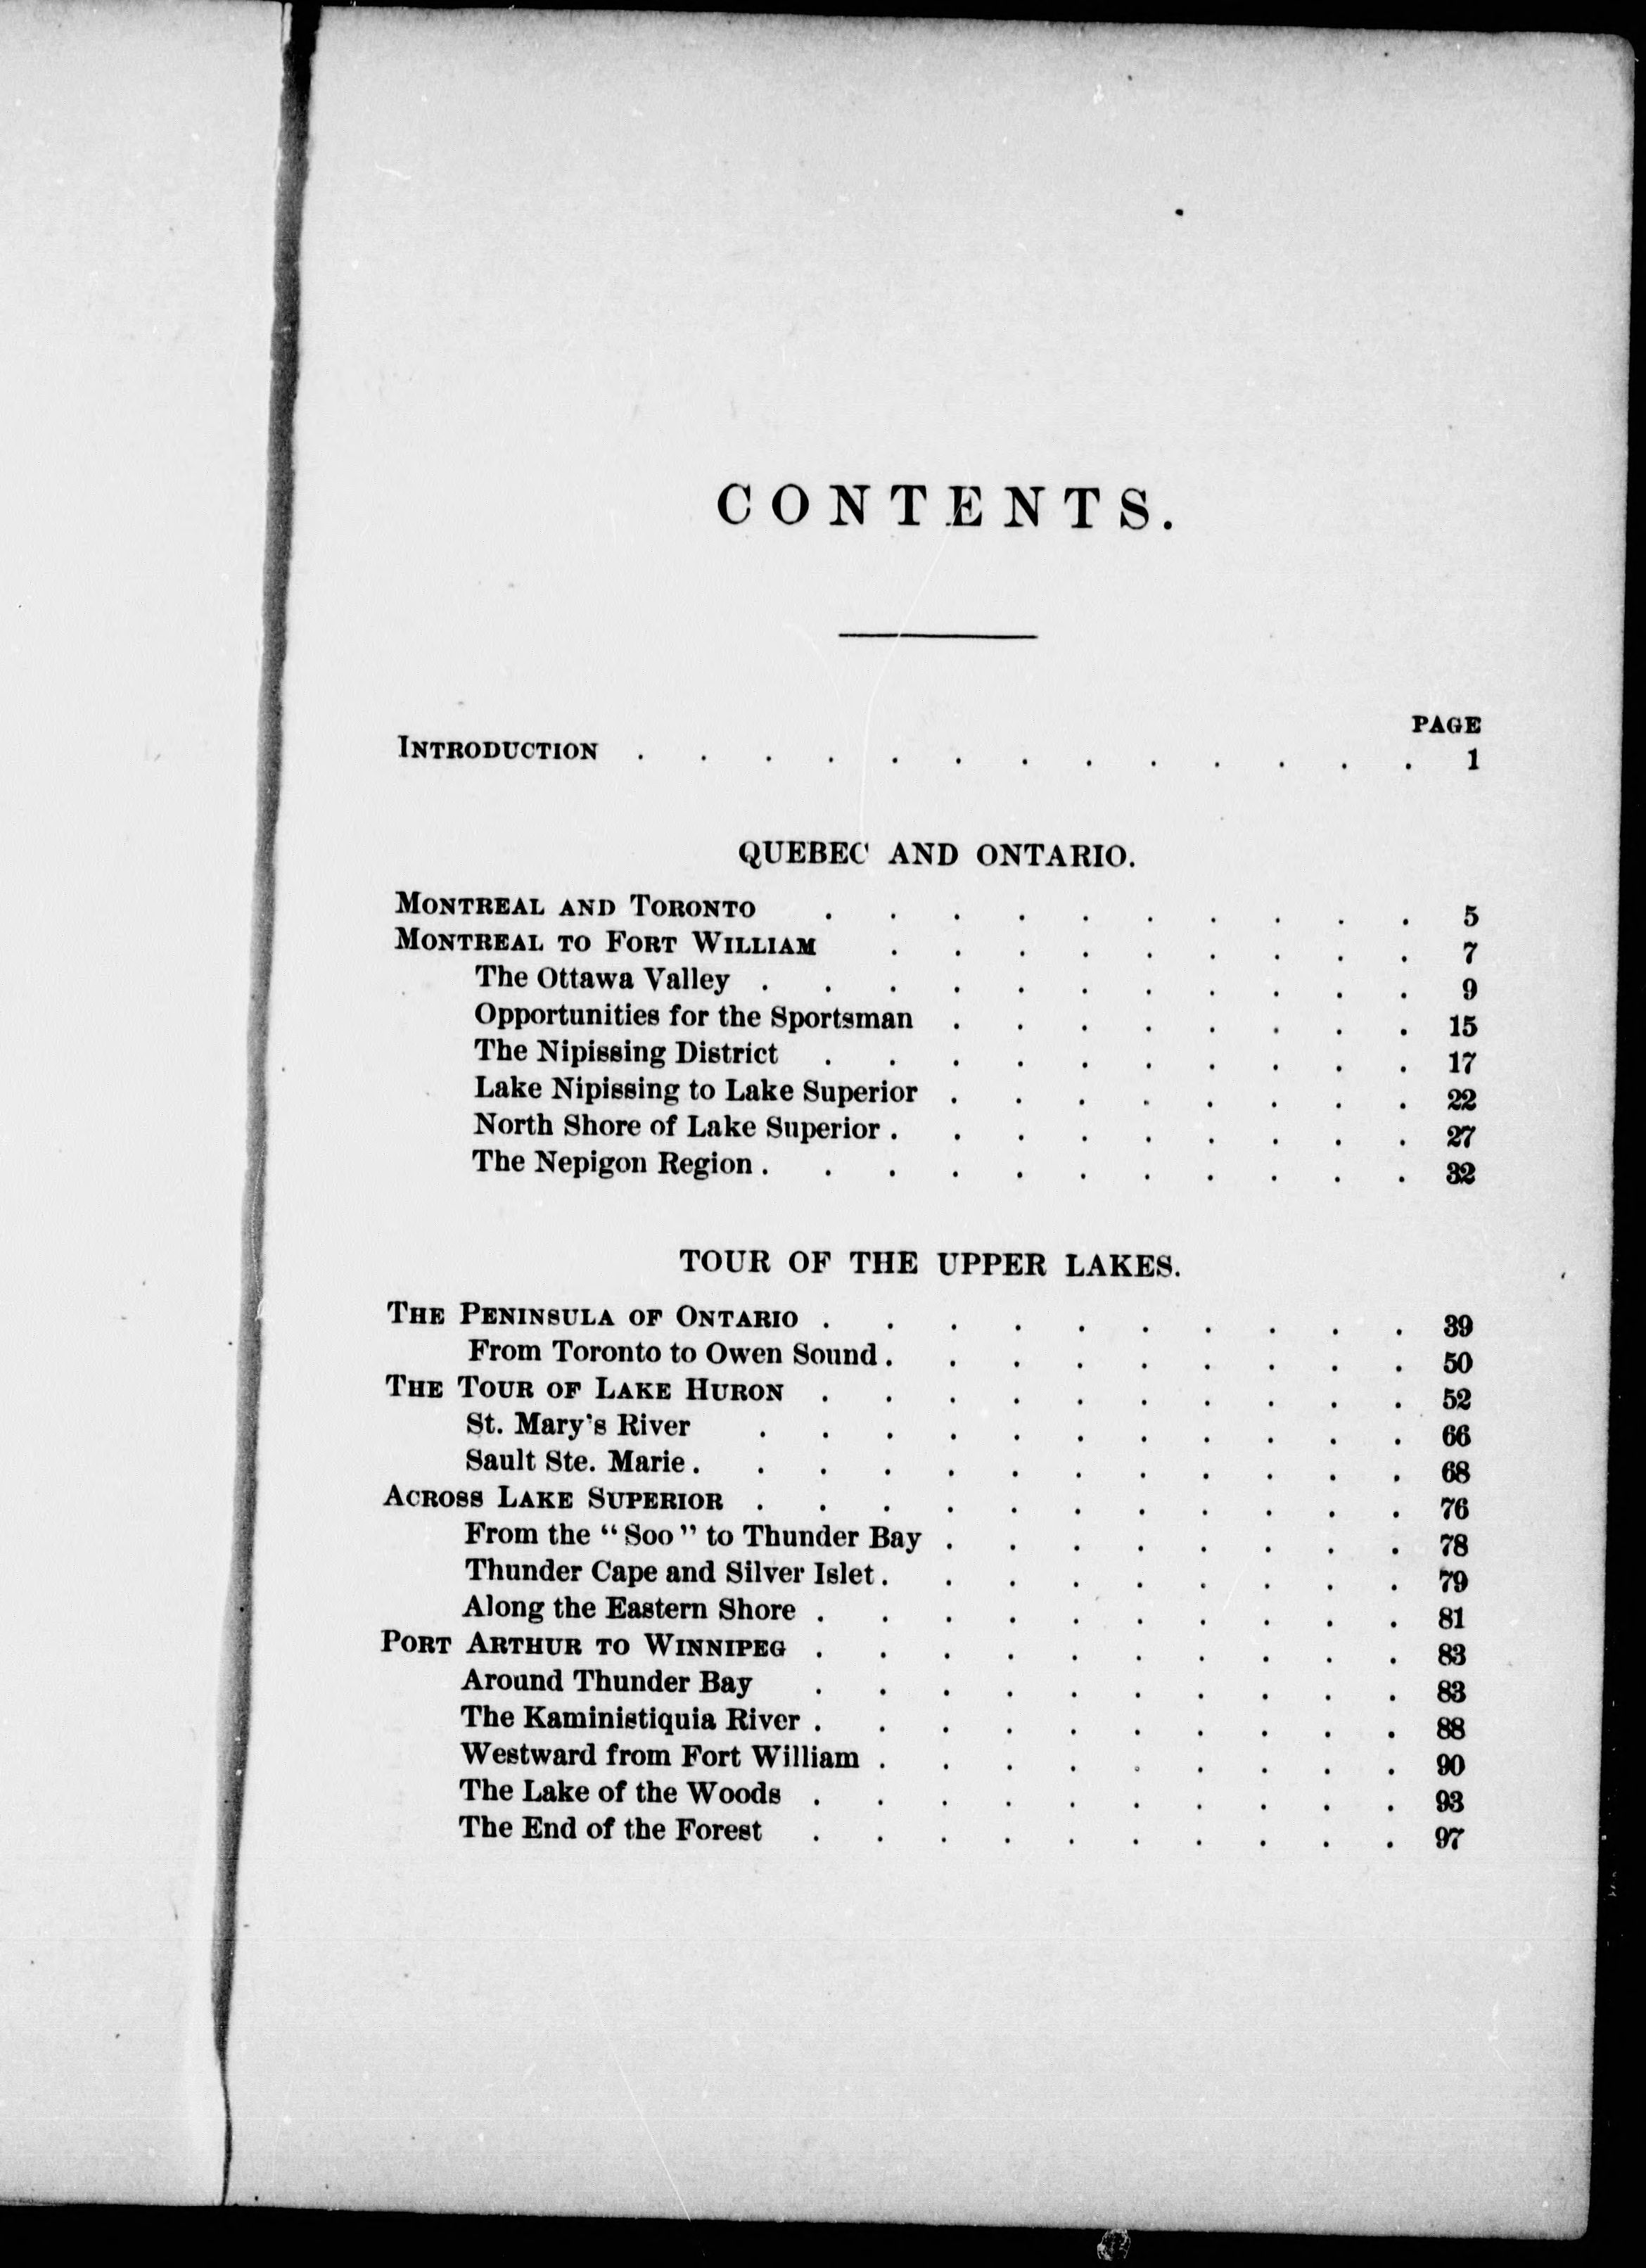 CONTENTS.
PAGE
INTRODUCTION . . . . . . . . . . . . . 1
QUEBEC AND ONTARIO.
MONTREAL AND TORONTO . . . . . . . . . . 5
MONTREAL TO FORT WILLIAM . . . . . . . . . 7
The Ottawa Valley . . . . . . . . . . . 9
Opportunities for the Sportsman . . . . . . . . 15
The Nipissing District . . . . . . . . . . 17
Lake Nipissing to Lake Superior . . . . . . . . 22
North Shore of Lake Superior . . . . . . . . . 27
The Nepigon Region . . . . . . . . . . . 32
TOUR OF THE UPPER LAKES.
THE PENINSULA OF ONTARIO . . . . . . . . . . 39
From Toronto to Owen Sound . . . . . . . . . 50
THE TOUR OF LAKE HURON . . . . . . . . . . 52
St. Mary's River . . . . . . . . . . . 66
Sault Ste. Marie . . . . . . . . . . . . 68
ACROSS LAKE SUPERIOR . . . . . . . . . . . 76
From the “Soo” to Thunder Bay . . . . . . . . 78
Thunder Cape and Silver Islet . . . . . . . . . 79
Along the Eastern Shore . . . . . . . . . . 81
PORT ARTHUR TO WINNIPEG . . . . . . . . . . 83
Around Thunder Bay . . . . . . . . . . 83
The Kaministiquia River . . . . . . . . . . 88
Westward from Fort William . . . . . . . . . 90
The Lake of the Woods . . . . . . . . . . 93
The End of the Forest . . . . . . . . . . 97